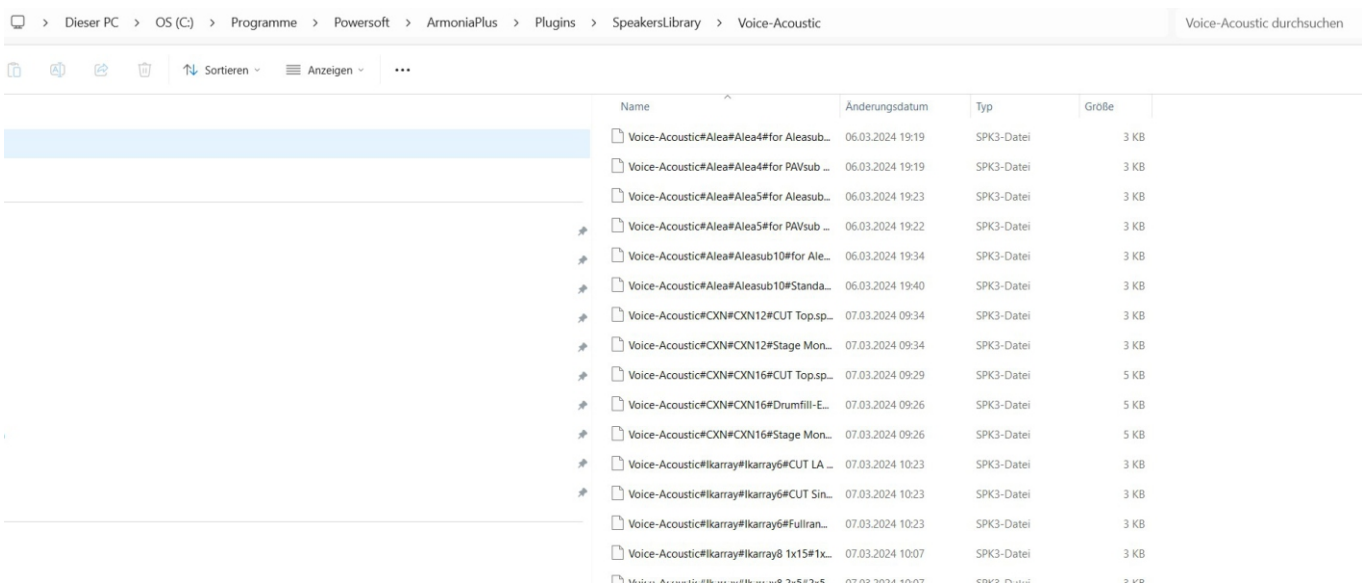 Dieser PC > OS (C:) > Programme > Powersoft > ArmoniaPlus > Plugins > SpeakersLibrary > Voice-Acoustic Voice-Acoustic durchsuchen
Sortieren Anzeigen ...
Name Änderungsdatum Typ Größe
Voice-Acoustic#Alea#Alea4#for Aleasub... 06.03.2024 19:19 SPK3-Datei 3 KB
Voice-Acoustic#Alea#Alea4#for PAVsub ... 06.03.2024 19:19 SPK3-Datei 3 KB
Voice-Acoustic#Alea#Alea5#for Aleasub... 06.03.2024 19:23 SPK3-Datei 3 KB
Voice-Acoustic#Alea#Alea5#for PAVsub ... 06.03.2024 19:22 SPK3-Datei 3 KB
Voice-Acoustic#Alea#Aleasub10#for Ale... 06.03.2024 19:34 SPK3-Datei 3 KB
Voice-Acoustic#Alea#Aleasub10#Standa... 06.03.2024 19:40 SPK3-Datei 3 KB
Voice-Acoustic#CXN#CXN12#CUT Top.sp... 07.03.2024 09:34 SPK3-Datei 3 KB
Voice-Acoustic#CXN#CXN12#Stage Mon... 07.03.2024 09:34 SPK3-Datei 3 KB
Voice-Acoustic#CXN#CXN16#CUT Top.sp... 07.03.2024 09:29 SPK3-Datei 5 KB
Voice-Acoustic#CXN#CXN16#Drumfill-E... 07.03.2024 09:26 SPK3-Datei 5 KB
Voice-Acoustic#CXN#CXN16#Stage Mon... 07.03.2024 09:26 SPK3-Datei 5 KB
Voice-Acoustic#Ikarray#Ikarray6#CUT LA ... 07.03.2024 10:23 SPK3-Datei 3 KB
Voice-Acoustic#Ikarray#Ikarray6#CUT Sin... 07.03.2024 10:23 SPK3-Datei 3 KB
Voice-Acoustic#Ikarray#Ikarray6#Fullran... 07.03.2024 10:23 SPK3-Datei 3 KB
Voice-Acoustic#Ikarray#Ikarray8 1x15#1x... 07.03.2024 10:07 SPK3-Datei 3 KB